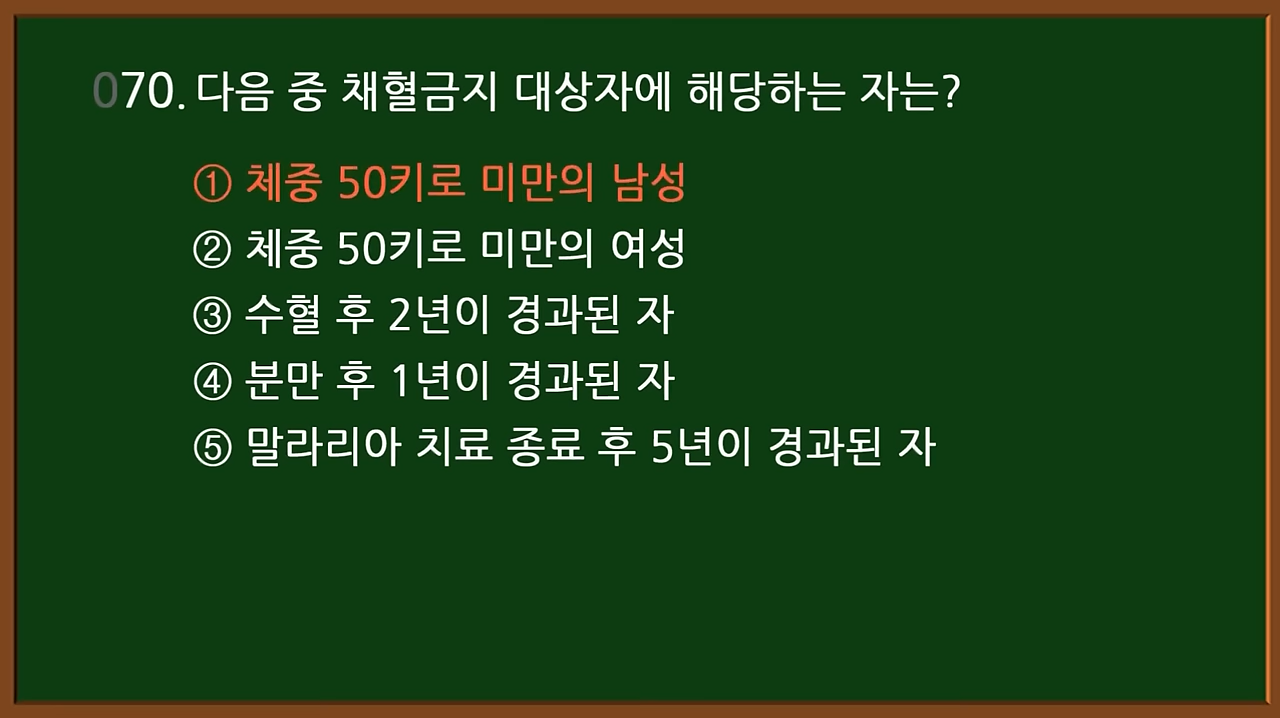 070. 다음 중 채혈금지 대상자에 해당하는 자는?
① 체중 50키로 미만의 남성
② 체중 50키로 미만의 여성
③ 수혈 후 2년이 경과된 자
④ 분만 후 1년이 경과된 자
⑤ 말라리아 치료 종료 후 5년이 경과된 자